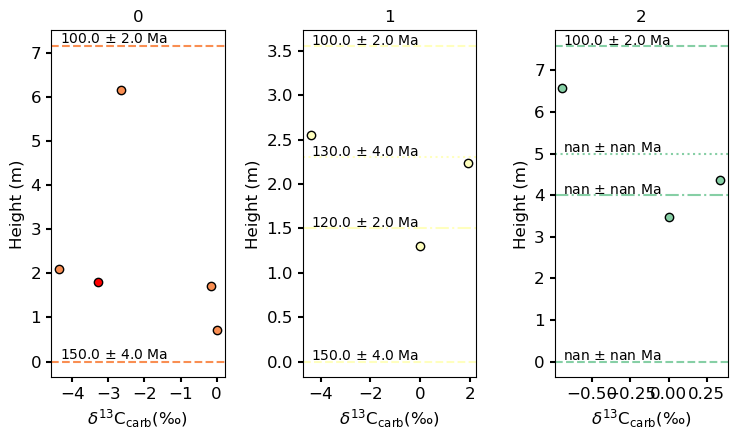 0
100.0 ± 2.0 Ma
150.0 ± 4.0 Ma
7
6
5
4
3
2
1
0
Height (m)
−4
−3
−2
−1
0
δ¹³C_carb(‰)
1
100.0 ± 2.0 Ma
130.0 ± 4.0 Ma
120.0 ± 2.0 Ma
150.0 ± 4.0 Ma
3.5
3.0
2.5
2.0
1.5
1.0
0.5
0.0
Height (m)
−4
−2
0
2
δ¹³C_carb(‰)
2
100.0 ± 2.0 Ma
nan ± nan Ma
nan ± nan Ma
nan ± nan Ma
7
6
5
4
3
2
1
0
Height (m)
−0.50
−0.25
0.00
0.25
δ¹³C_carb(‰)